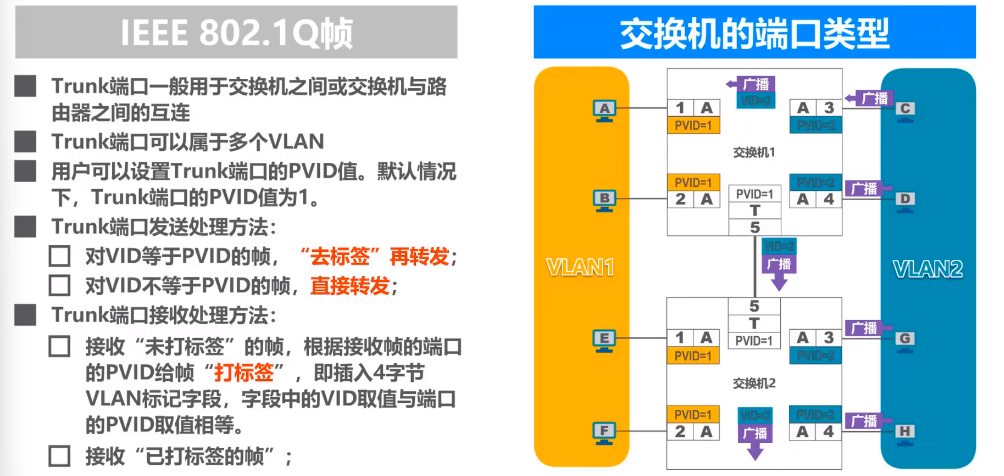 IEEE 802.1Q帧
Trunk端口一般用于交换机之间或交换机与路
由器之间的互连
Trunk端口可以属于多个VLAN
用户可以设置Trunk端口的PVID值。默认情况
下，Trunk端口的PVID值为1。
Trunk端口发送处理方法：
对VID等于PVID的帧，“去标签”再转发；
对VID不等于PVID的帧，直接转发；
Trunk端口接收处理方法：
接收“未打标签”的帧，根据接收帧的端口
的PVID给帧“打标签”，即插入4字节
VLAN标记字段，字段中的VID取值与端口
的PVID取值相等。
接收“已打标签的帧”；
交换机的端口类型
VLAN1
VLAN2
广播
VID=2
广播
A
1 A
A 3
C
PVID=1
PVID=2
交换机1
PVID=1
PVID=1
PVID=2
广播
B
2 A
T
A 4
D
5
VID=2
广播
5
广播
E
1 A
T
A 3
G
PVID=1
PVID=1
PVID=2
交换机2
PVID=1
VID=2
PVID=2
广播
F
2 A
广播
A 4
H